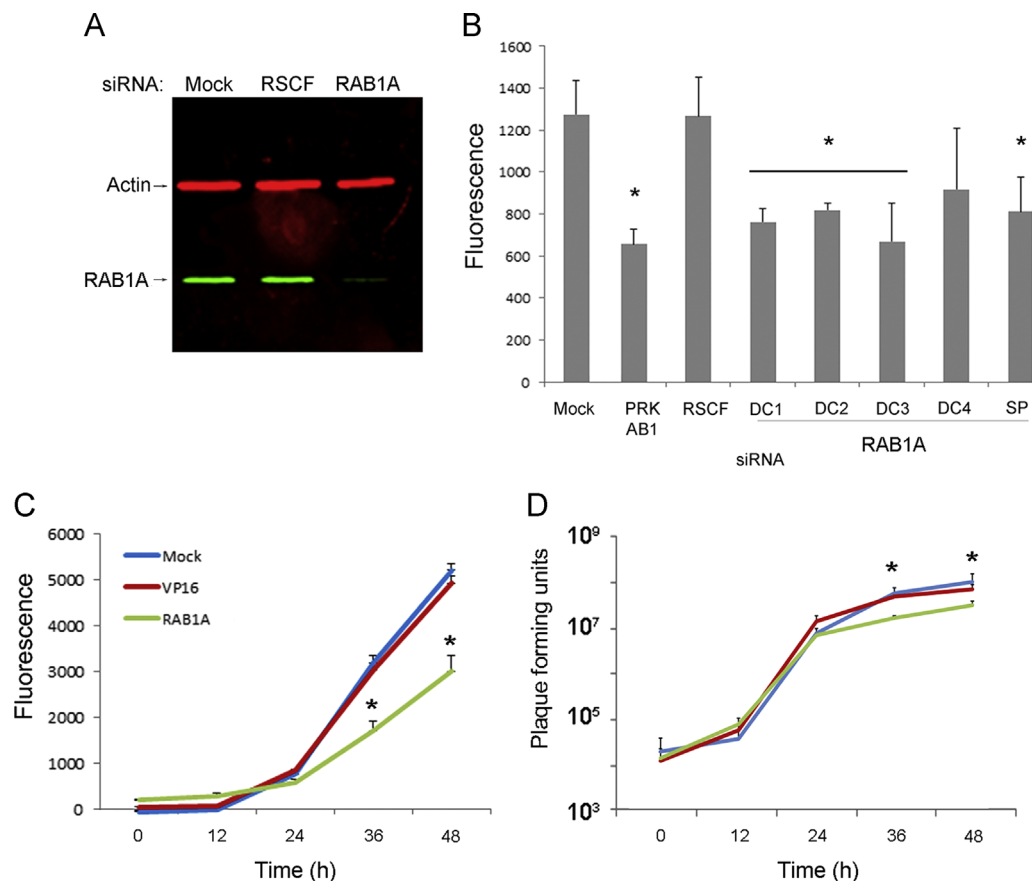 A
siRNA: Mock RSCF RAB1A
Actin
RAB1A
B
Fluorescence
1600
1400
1200
1000
800
600
400
200
0
* * *
Mock PRK AB1 RSCF DC1 DC2 DC3 DC4 SP
RAB1A
siRNA
C
Fluorescence
6000
5000
4000
3000
2000
1000
0
Mock
VP16
RAB1A
*
*
0 12 24 36 48
Time (h)
D
Plaque forming units
10⁹
10⁷
10⁵
10³
* *
0 12 24 36 48
Time (h)